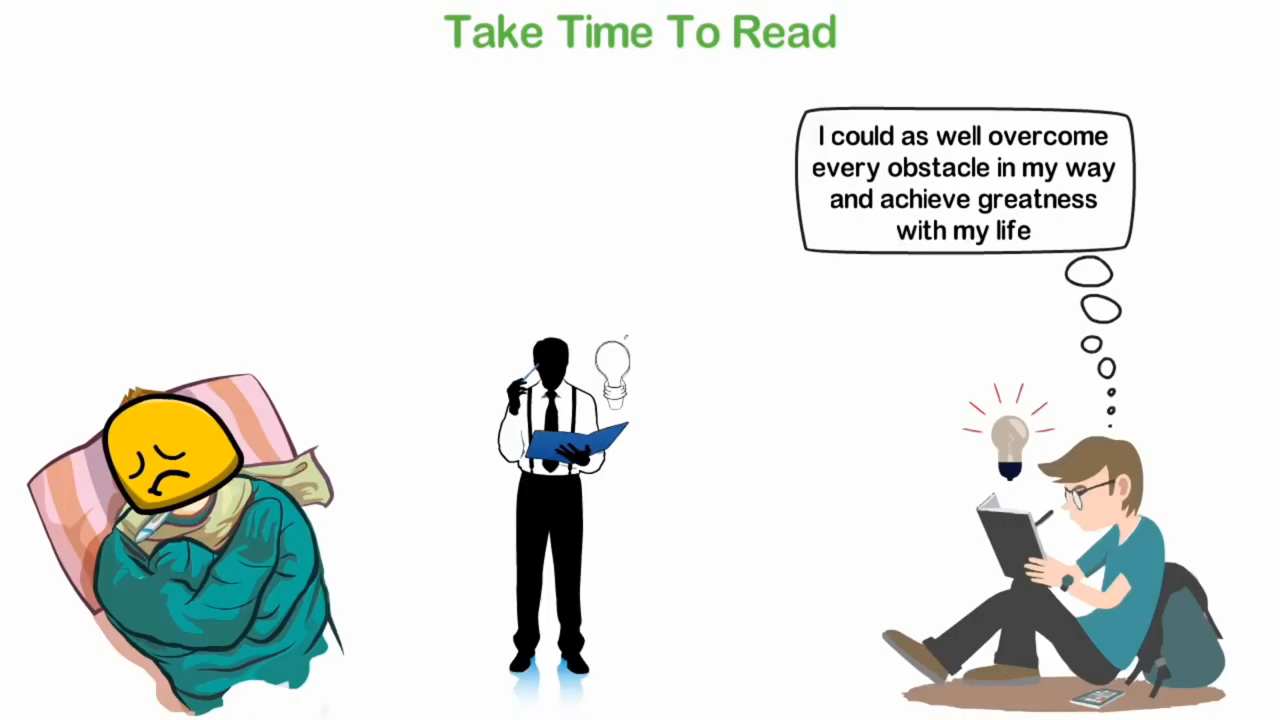 Take Time To Read
I could as well overcome
every obstacle in my way
and achieve greatness
with my life